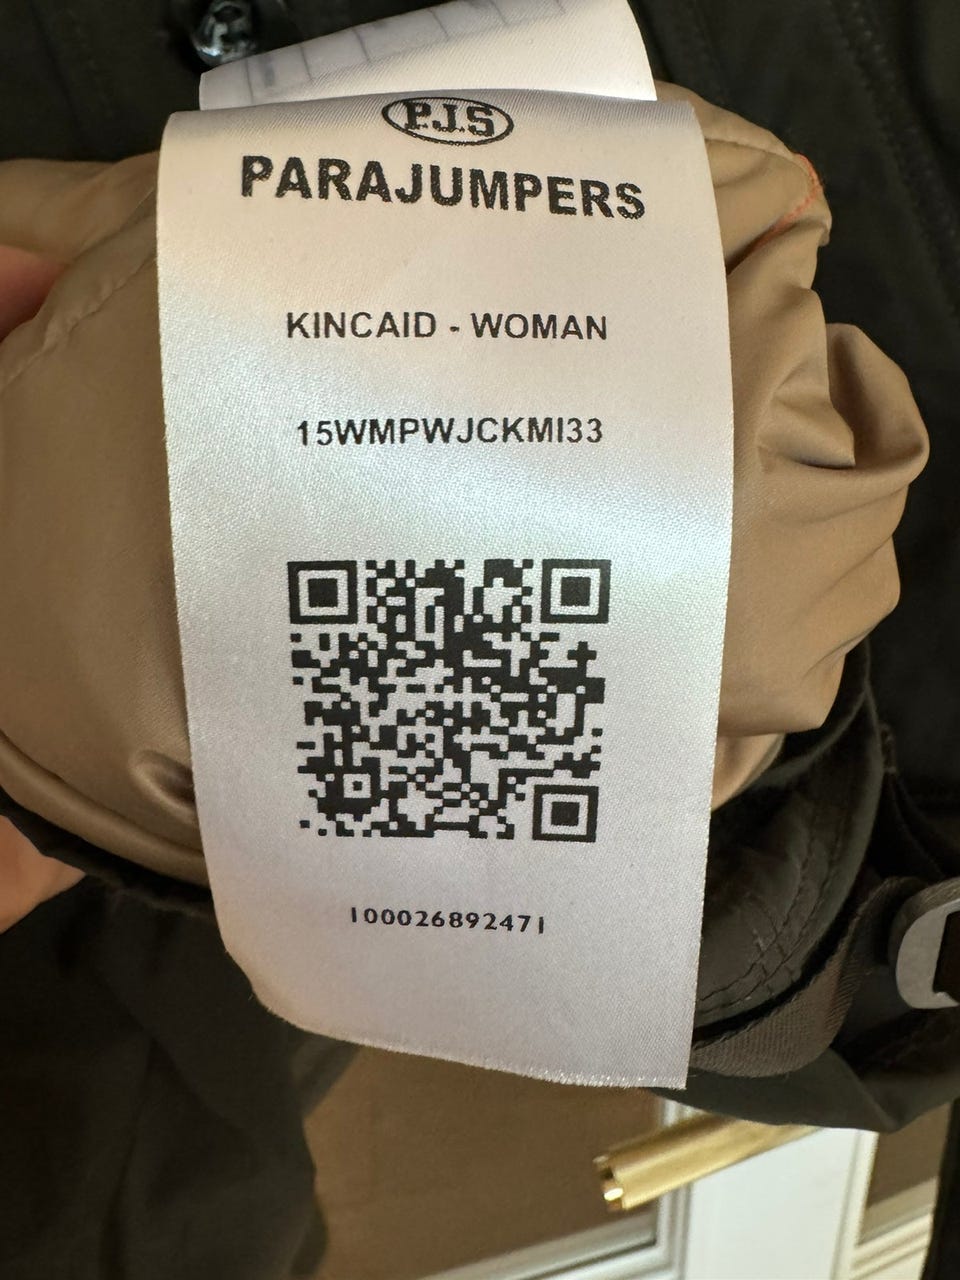 P.J.S
PARAJUMPERS
KINCAID - WOMAN
15WMPWJCKMI33
100026892471